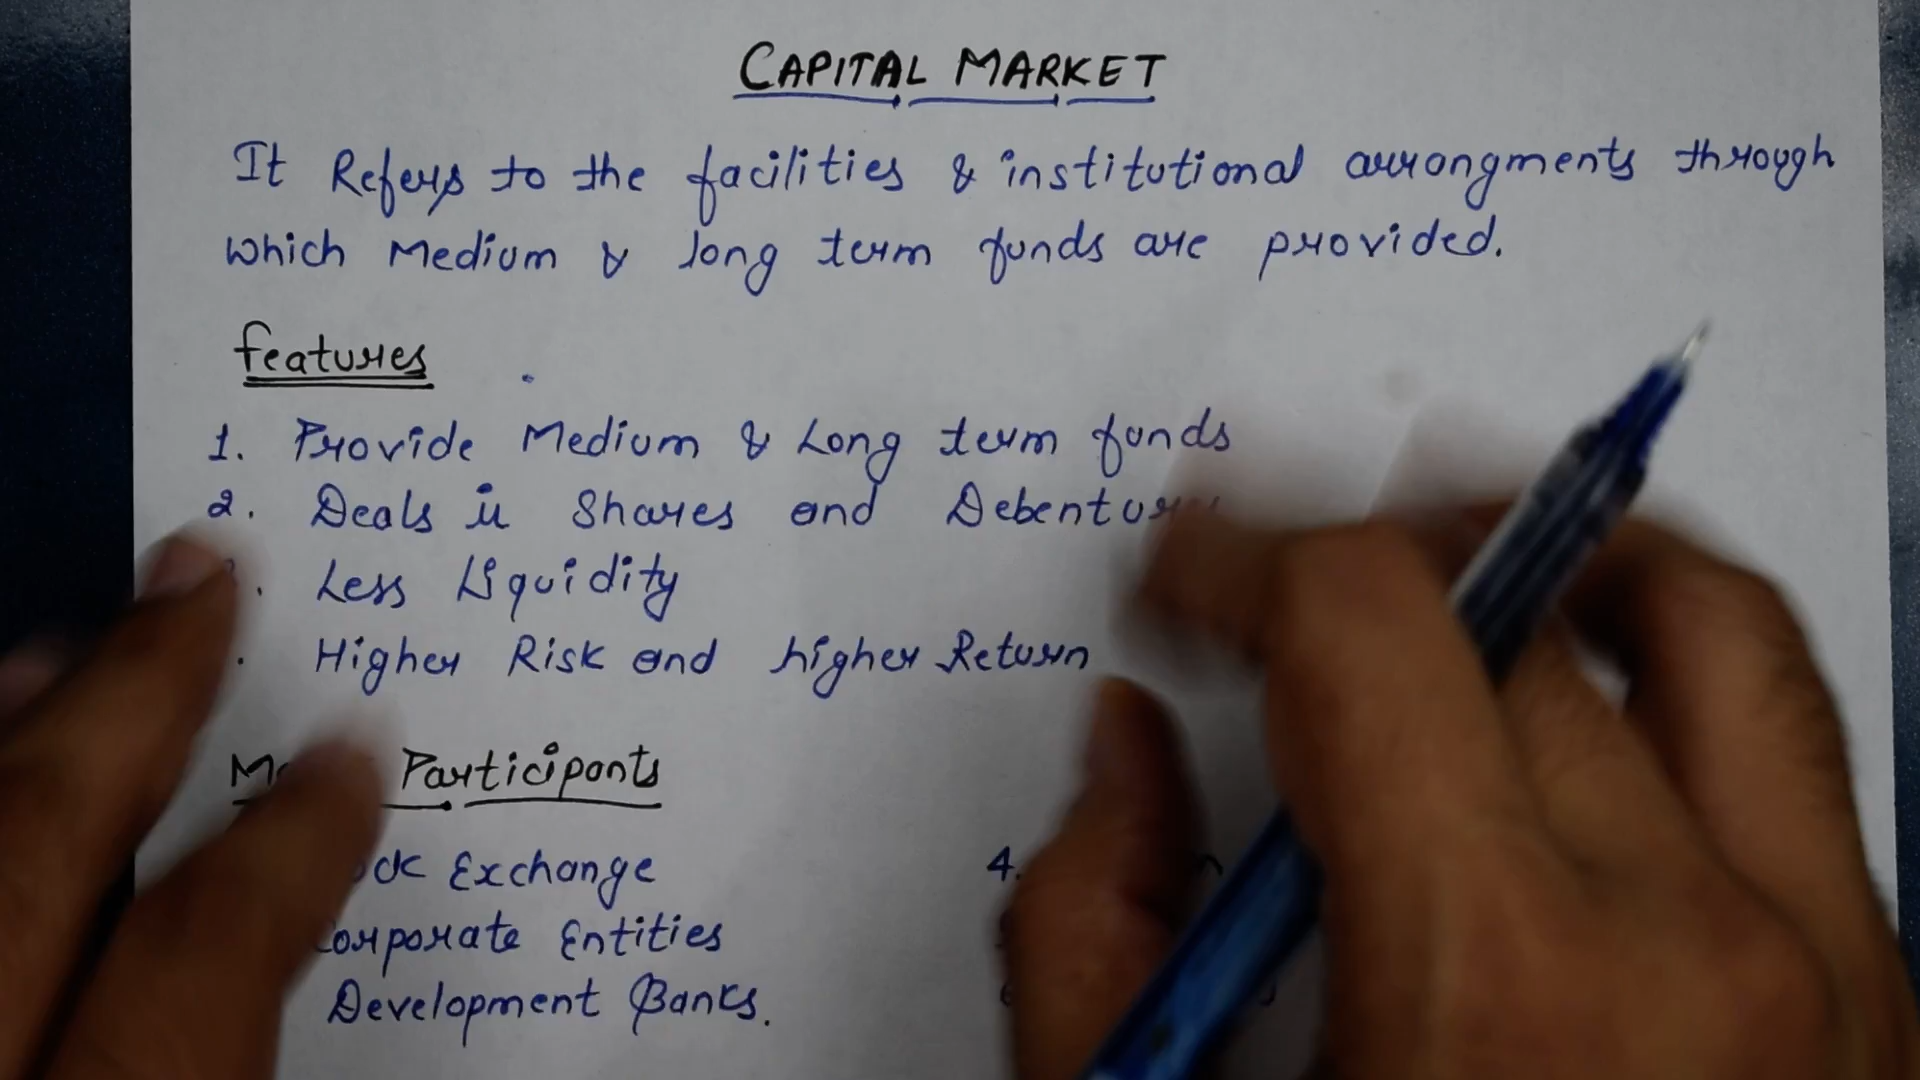 CAPITAL MARKET
It Refers to the facilities & institutional arrongments through
which Medium & long term funds are provided.
features
1. Provide Medium & Long term funds
2. Deals in Shares and
. Less Liquidity
. Higher Risk and higher Return
Participants
Exchange
4.
Corporate Entities
Development Banks.